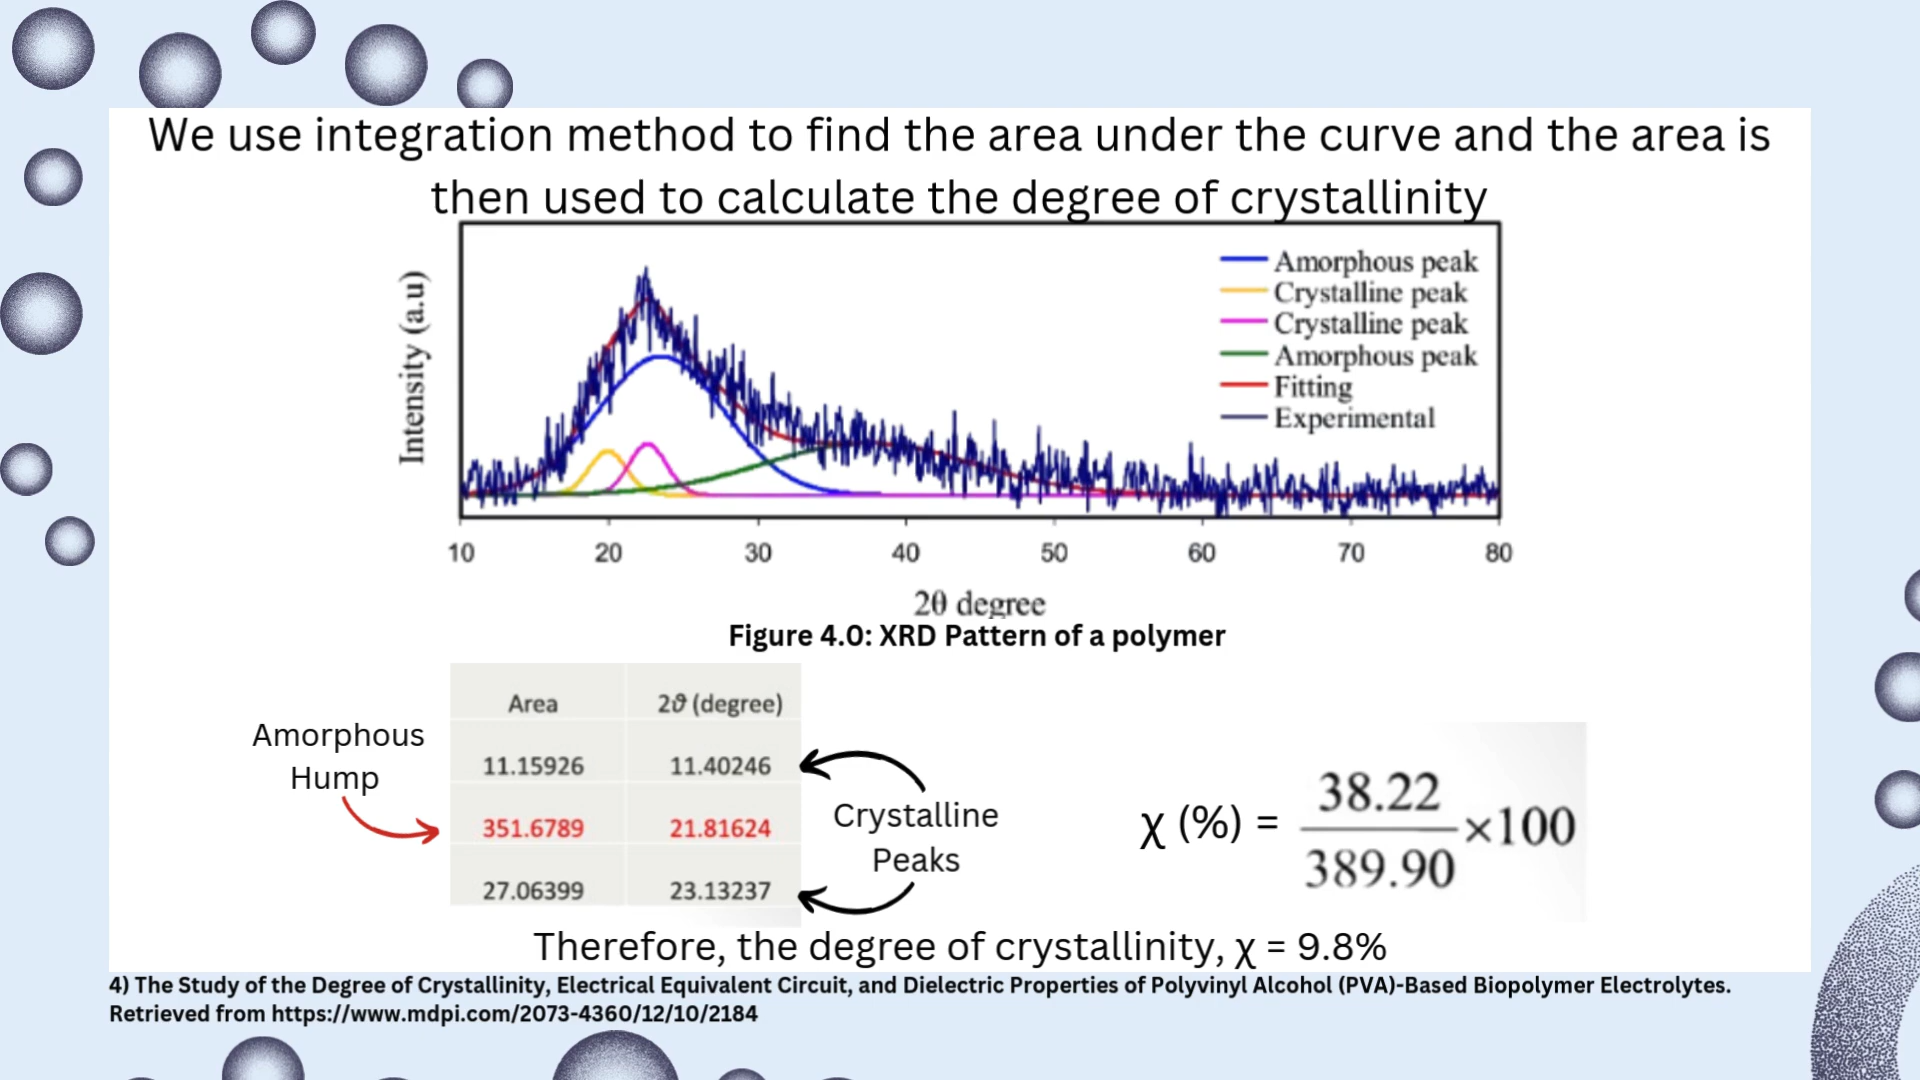 We use integration method to find the area under the curve and the area is
then used to calculate the degree of crystallinity
Intensity (a.u)
Amorphous peak
Crystalline peak
Crystalline peak
Amorphous peak
Fitting
Experimental
10 20 30 40 50 60 70 80
2θ degree
Figure 4.0: XRD Pattern of a polymer
Amorphous
Hump
Area 2ϑ (degree)
11.15926 11.40246
351.6789 21.81624
27.06399 23.13237
Crystalline
Peaks
χ (%) = 38.22
389.90 ×100
Therefore, the degree of crystallinity, χ = 9.8%
4) The Study of the Degree of Crystallinity, Electrical Equivalent Circuit, and Dielectric Properties of Polyvinyl Alcohol (PVA)-Based Biopolymer Electrolytes.
Retrieved from https://www.mdpi.com/2073-4360/12/10/2184